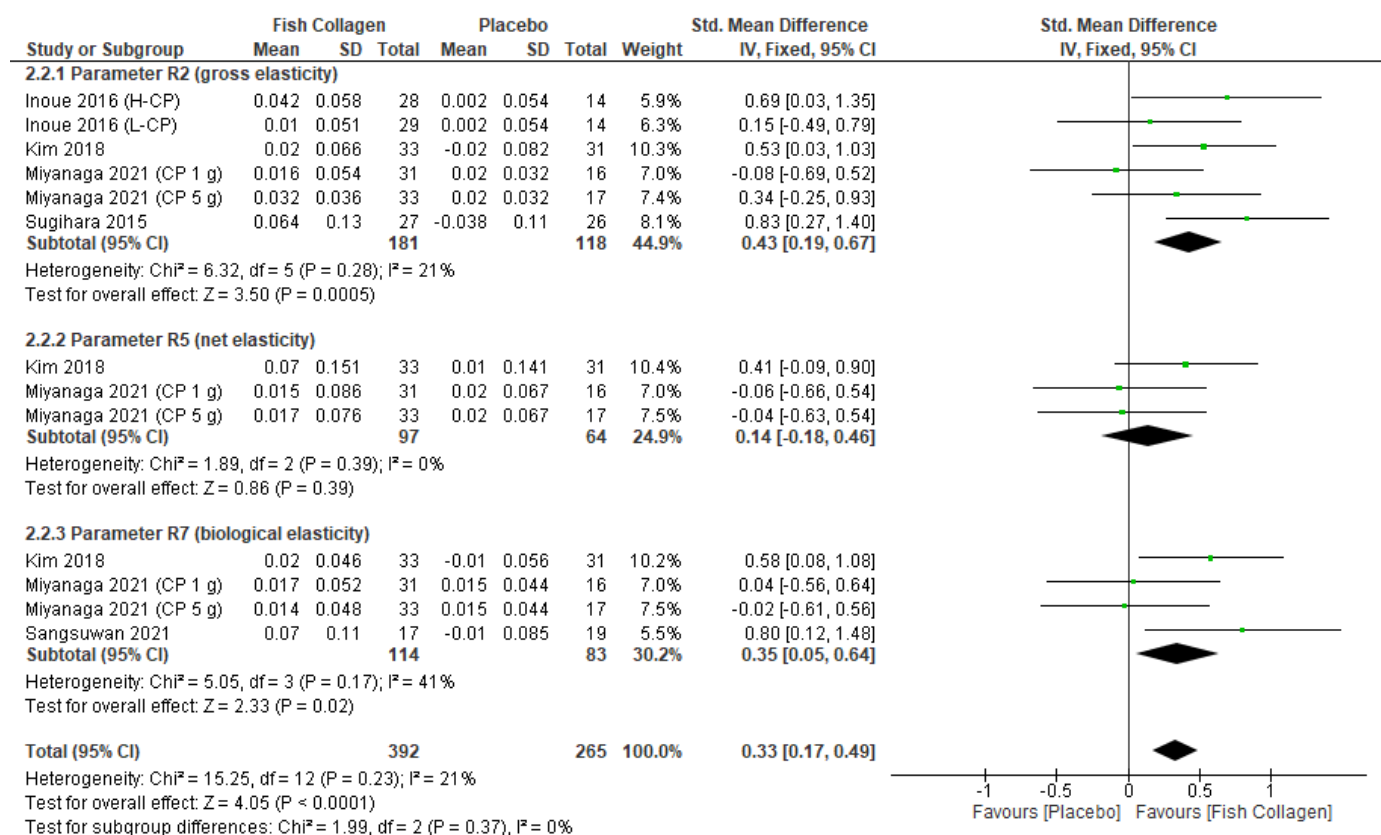 Fish Collagen Placebo Std. Mean Difference Std. Mean Difference
Study or Subgroup Mean SD Total Mean SD Total Weight IV, Fixed, 95% CI IV, Fixed, 95% CI
2.2.1 Parameter R2 (gross elasticity)
Inoue 2016 (H-CP) 0.042 0.058 28 0.002 0.054 14 5.9% 0.69 [0.03, 1.35]
Inoue 2016 (L-CP) 0.01 0.051 29 0.002 0.054 14 6.3% 0.15 [-0.49, 0.79]
Kim 2018 0.02 0.066 33 -0.02 0.082 31 10.3% 0.53 [0.03, 1.03]
Miyanaga 2021 (CP 1 g) 0.016 0.054 31 0.02 0.032 16 7.0% -0.08 [-0.69, 0.52]
Miyanaga 2021 (CP 5 g) 0.032 0.036 33 0.02 0.032 17 7.4% 0.34 [-0.25, 0.93]
Sugihara 2015 0.064 0.13 27 -0.038 0.11 26 8.1% 0.83 [0.27, 1.40]
Subtotal (95% CI) 181 118 44.9% 0.43 [0.19, 0.67]
Heterogeneity: Chi² = 6.32, df = 5 (P = 0.28); I² = 21%
Test for overall effect: Z = 3.50 (P = 0.0005)
2.2.2 Parameter R5 (net elasticity)
Kim 2018 0.07 0.151 33 0.01 0.141 31 10.4% 0.41 [-0.09, 0.90]
Miyanaga 2021 (CP 1 g) 0.015 0.086 31 0.02 0.067 16 7.0% -0.06 [-0.66, 0.54]
Miyanaga 2021 (CP 5 g) 0.017 0.076 33 0.02 0.067 17 7.5% -0.04 [-0.63, 0.54]
Subtotal (95% CI) 97 64 24.9% 0.14 [-0.18, 0.46]
Heterogeneity: Chi² = 1.89, df = 2 (P = 0.39); I² = 0%
Test for overall effect: Z = 0.86 (P = 0.39)
2.2.3 Parameter R7 (biological elasticity)
Kim 2018 0.02 0.046 33 -0.01 0.056 31 10.2% 0.58 [0.08, 1.08]
Miyanaga 2021 (CP 1 g) 0.017 0.052 31 0.015 0.044 16 7.0% 0.04 [-0.56, 0.64]
Miyanaga 2021 (CP 5 g) 0.014 0.048 33 0.015 0.044 17 7.5% -0.02 [-0.61, 0.56]
Sangsuwan 2021 0.07 0.11 17 -0.01 0.085 19 5.5% 0.80 [0.12, 1.48]
Subtotal (95% CI) 114 83 30.2% 0.35 [0.05, 0.64]
Heterogeneity: Chi² = 5.05, df = 3 (P = 0.17); I² = 41%
Test for overall effect: Z = 2.33 (P = 0.02)
Total (95% CI) 392 265 100.0% 0.33 [0.17, 0.49]
Heterogeneity: Chi² = 15.25, df = 12 (P = 0.23); I² = 21%
Test for overall effect: Z = 4.05 (P < 0.0001)
Test for subgroup differences: Chi² = 1.99, df = 2 (P = 0.37), I² = 0%
-1 -0.5 0 0.5 1
Favours [Placebo] Favours [Fish Collagen]